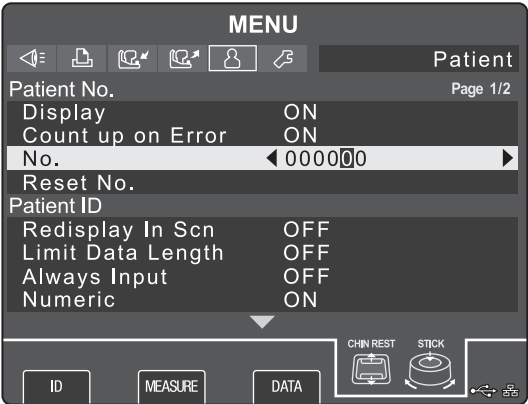 MENU
Patient
Patient No. Page 1/2
Display ON
Count up on Error ON
No. 000000
Reset No.
Patient ID
Redisplay In Scn OFF
Limit Data Length OFF
Always Input OFF
Numeric ON
CHIN REST STICK
ID MEASURE DATA